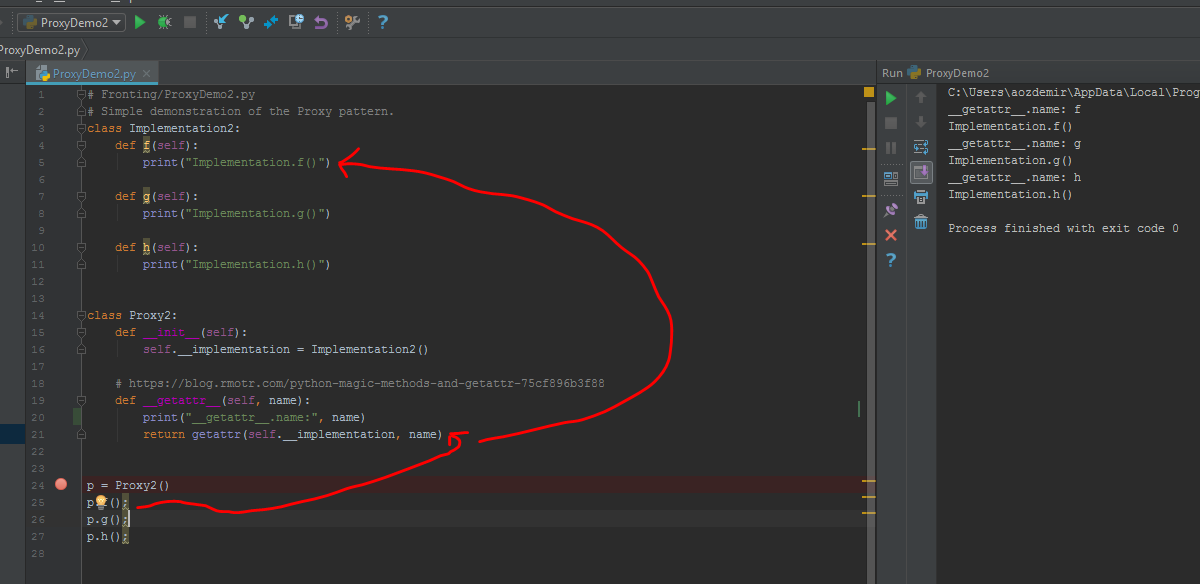 ProxyDemo2
ProxyDemo2.py
ProxyDemo2.py
1 # Fronting/ProxyDemo2.py
2 # Simple demonstration of the Proxy pattern.
3 class Implementation2:
4 def f(self):
5 print("Implementation.f()")
6
7 def g(self):
8 print("Implementation.g()")
9
10 def h(self):
11 print("Implementation.h()")
12
13
14 class Proxy2:
15 def __init__(self):
16 self.__implementation = Implementation2()
17
18 # https://blog.rmotr.com/python-magic-methods-and-getattr-75cf896b3f88
19 def __getattr__(self, name):
20 print("__getattr__.name:", name)
21 return getattr(self.__implementation, name)
22
23
24 p = Proxy2()
25 p.f();
26 p.g();
27 p.h();
28
Run ProxyDemo2
C:\Users\aozdemir\AppData\Local\Prog
__getattr__.name: f
Implementation.f()
__getattr__.name: g
Implementation.g()
__getattr__.name: h
Implementation.h()
Process finished with exit code 0